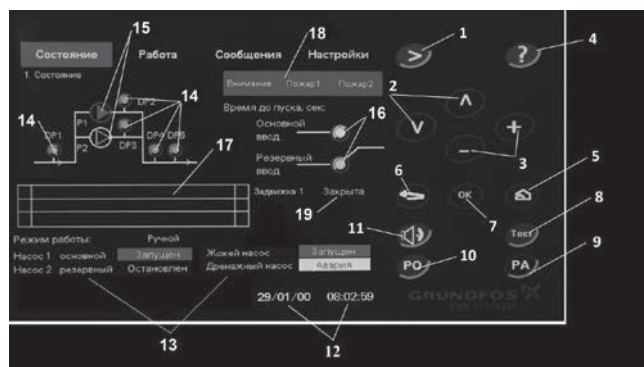 15
18
1
4
Состояние Работа Сообщения Настройки
1. Состояние
Внимание Пожар1 Пожар2
> ?
2
14
14
16
Время до пуска, сек:
DP1
P1
P2
DP2
DP3
DP4 DP5
Основной
ввод
Резервный
ввод
+
-
3
17
6
5
Задвижка 1 Закрыта
OK
19
7
8
11
Тест
Режим работы: Ручной
Насос 1 основной Запущен
Насос 2 резервный Остановлен
Жокей насос Запущен
Дренажный насос Авария
9
10
РО
РА
GRUNDFOS
29/01/00 08:02:59
13
12